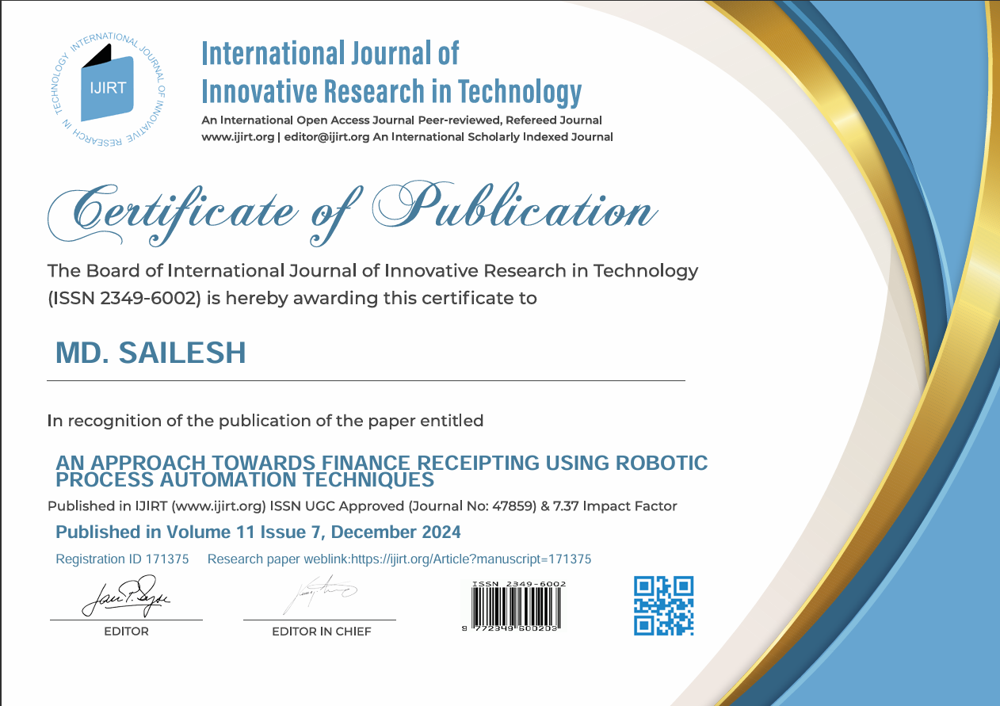 INTERNATIONAL JOURNAL OF INNOVATIVE RESEARCH IN TECHNOLOGY
IJIRT
International Journal of
Innovative Research in Technology
An International Open Access Journal Peer-reviewed, Refereed Journal
www.ijirt.org | editor@ijirt.org An International Scholarly Indexed Journal
Certificate of Publication
The Board of International Journal of Innovative Research in Technology
(ISSN 2349-6002) is hereby awarding this certificate to
MD. SAILESH
In recognition of the publication of the paper entitled
AN APPROACH TOWARDS FINANCE RECEIPTING USING ROBOTIC
PROCESS AUTOMATION TECHNIQUES
Published in IJIRT (www.ijirt.org) ISSN UGC Approved (Journal No: 47859) & 7.37 Impact Factor
Published in Volume 11 Issue 7, December 2024
Registration ID 171375 Research paper weblink:https://ijirt.org/Article?manuscript=171375
EDITOR
EDITOR IN CHIEF
ISSN 2349-6002
9 772349 600203